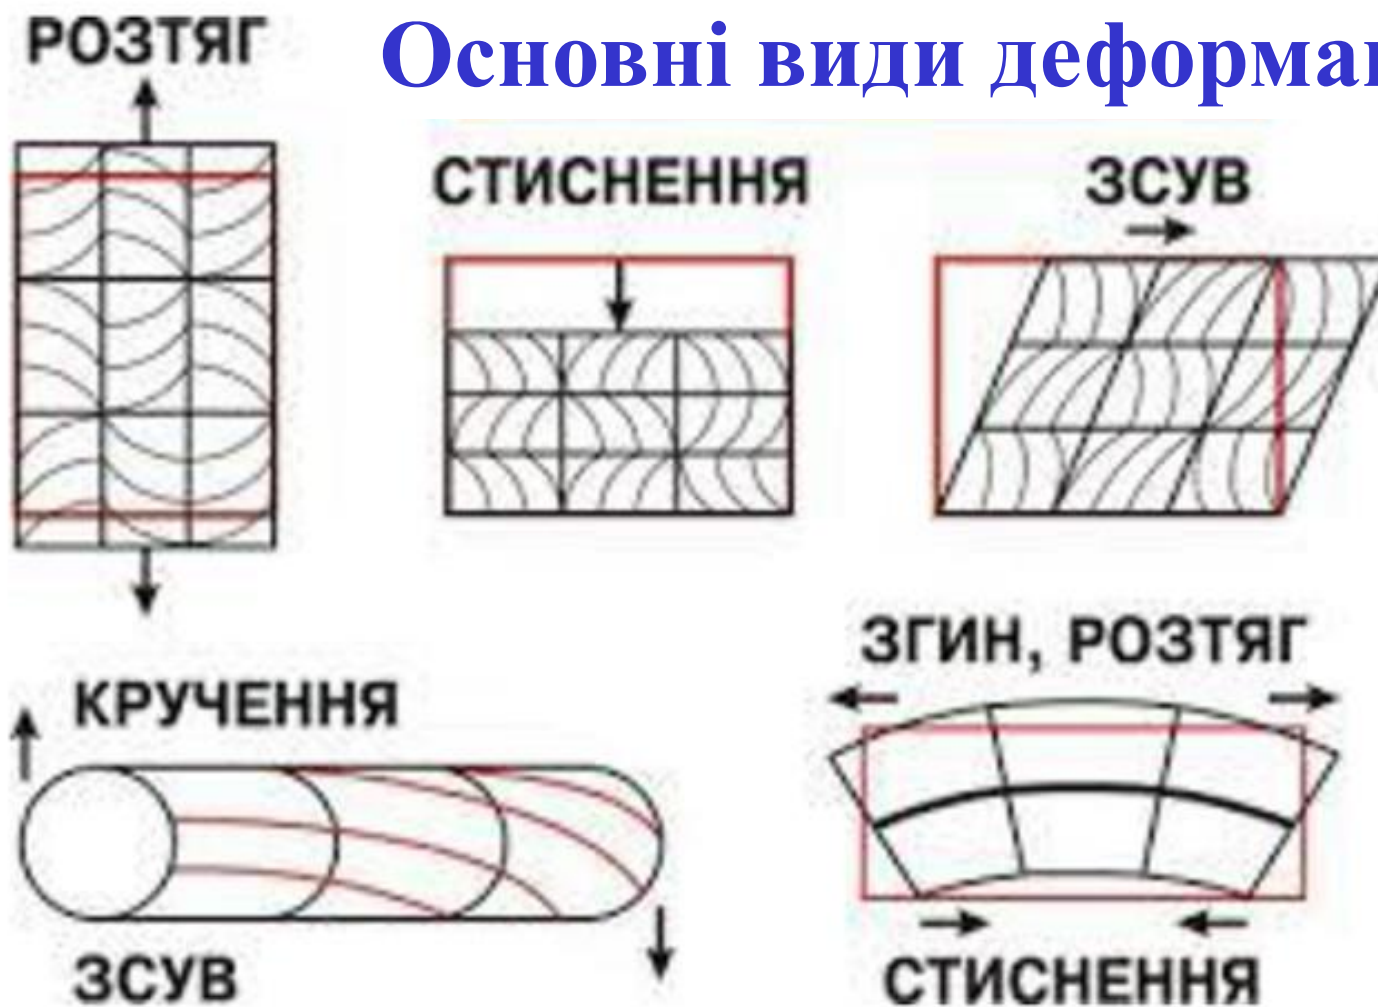 РОЗТЯГ
Основні види деформа
СТИСНЕННЯ
ЗСУВ
КРУЧЕННЯ
ЗСУВ
ЗГИН, РОЗТЯГ
СТИСНЕННЯ